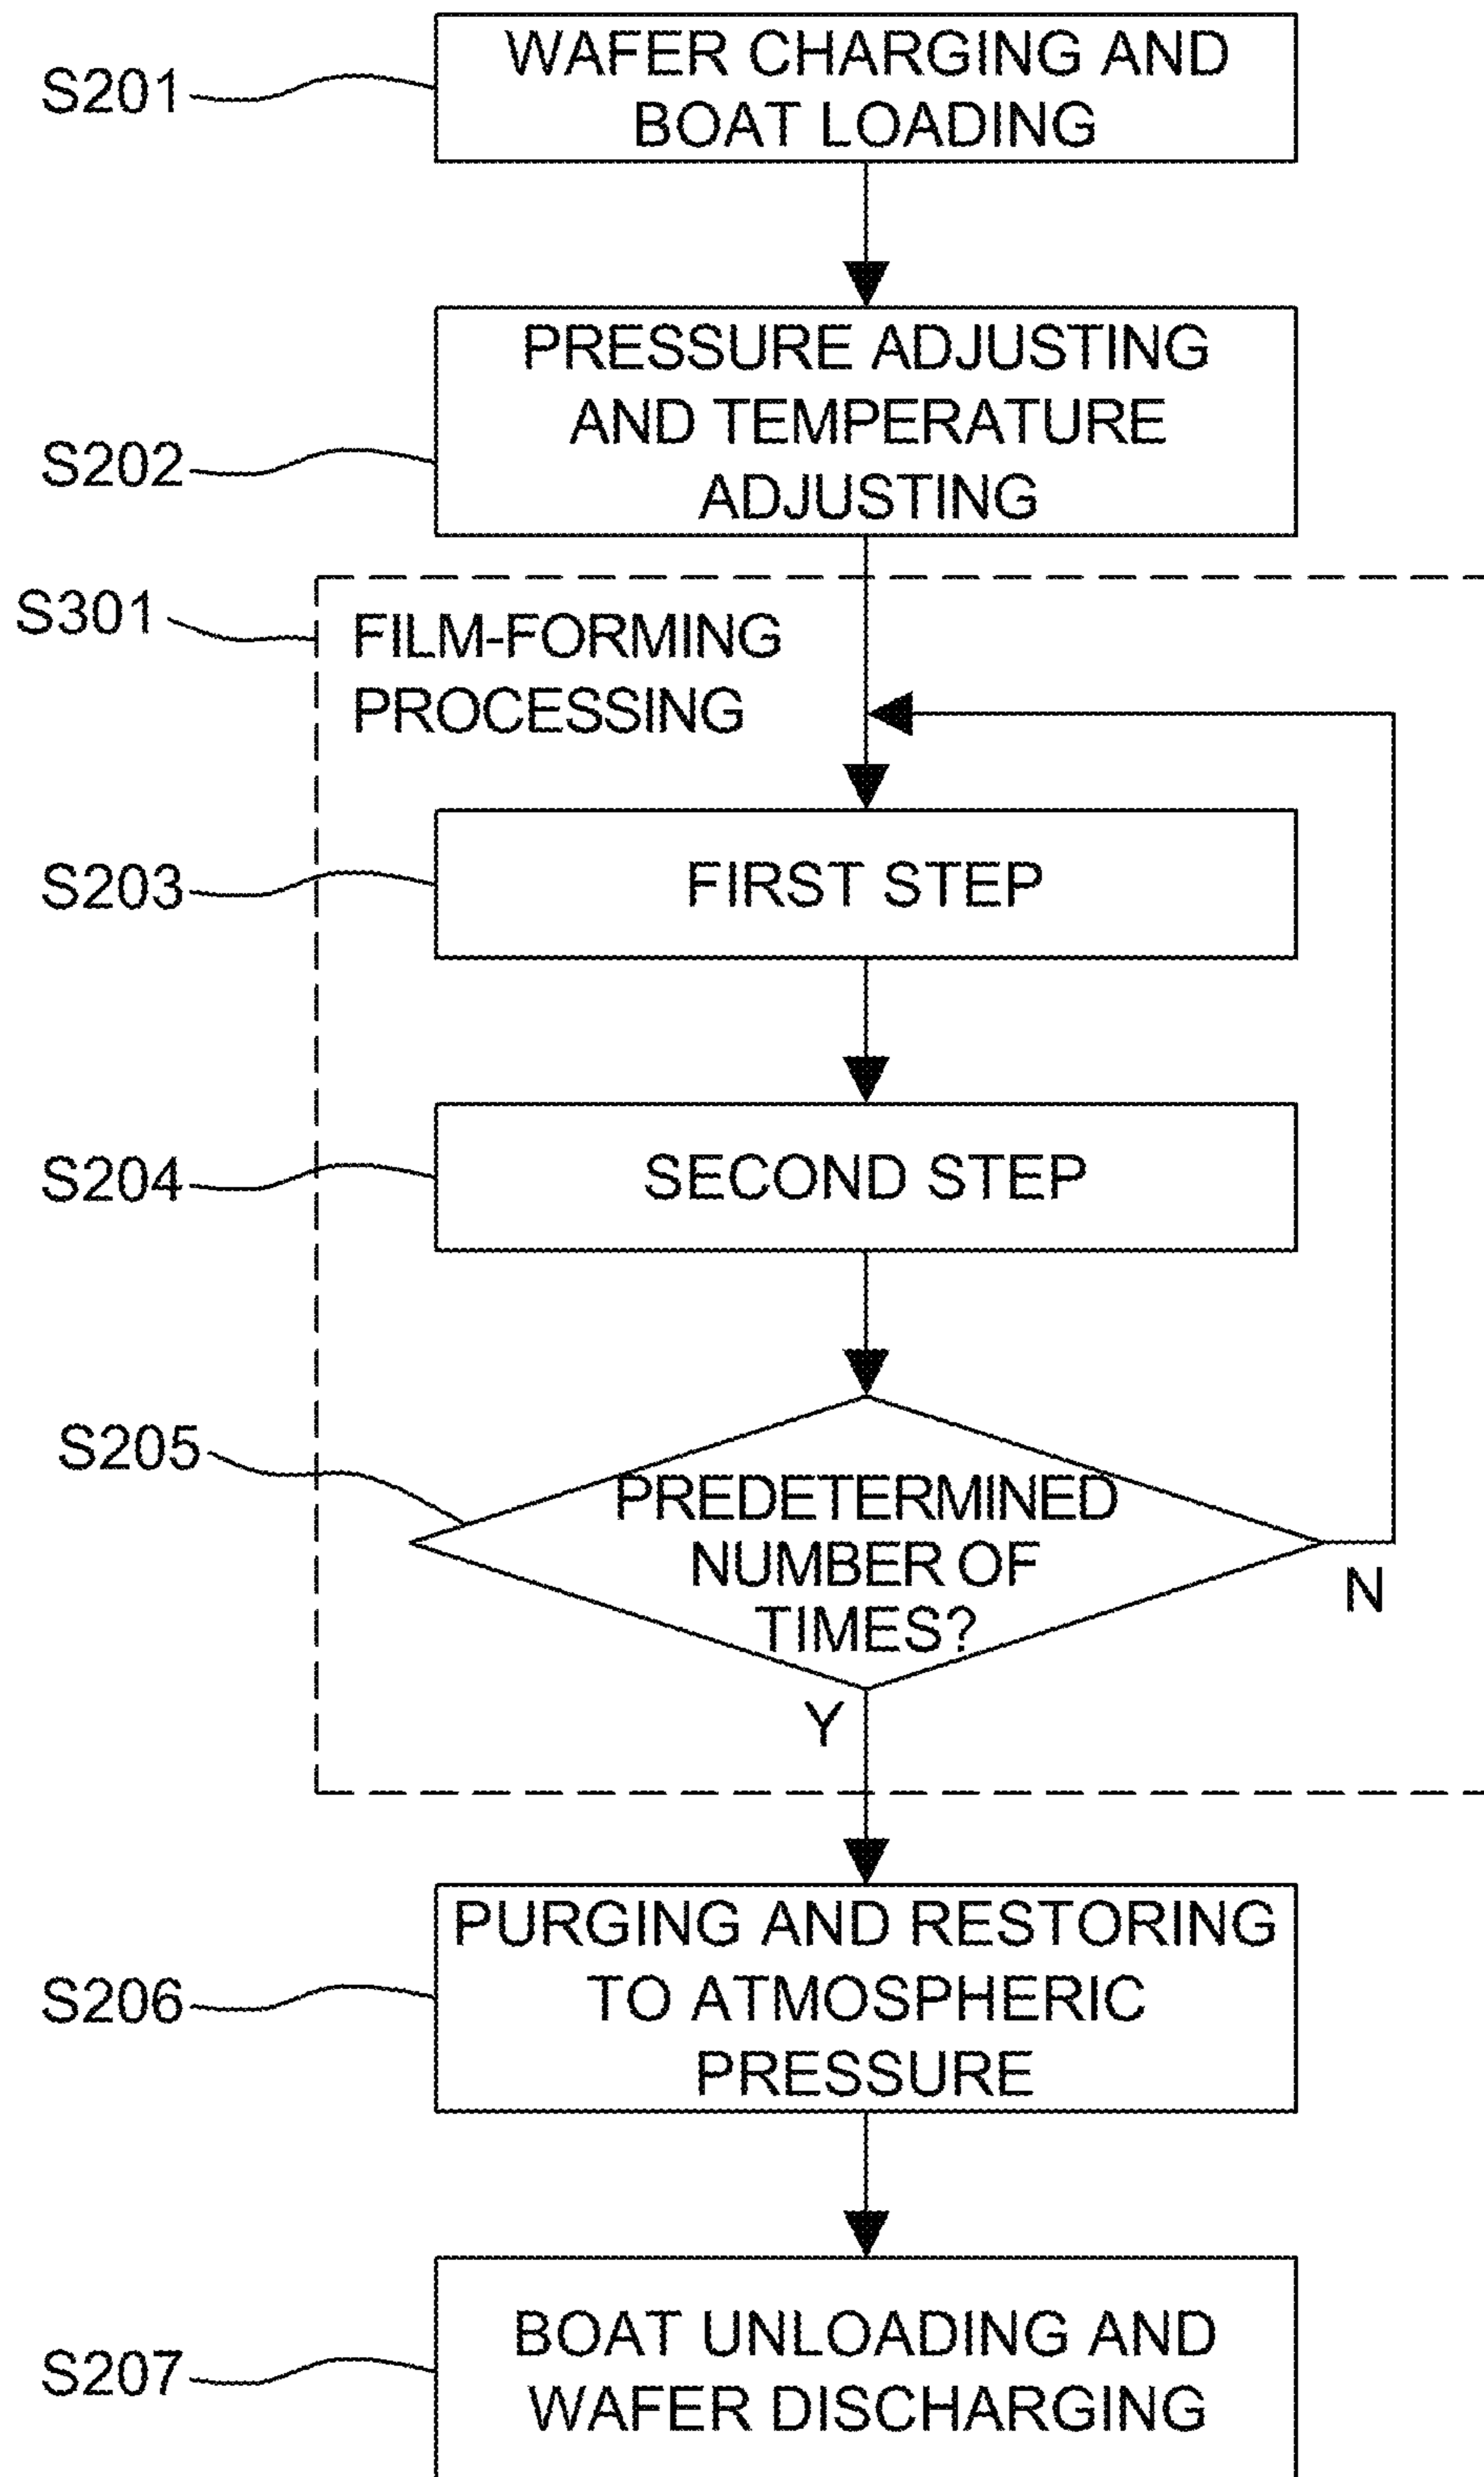 S201
WAFER CHARGING AND
BOAT LOADING
S202
PRESSURE ADJUSTING
AND TEMPERATURE
ADJUSTING
S301
FILM-FORMING
PROCESSING
S203
FIRST STEP
S204
SECOND STEP
S205
PREDETERMINED
NUMBER OF
TIMES?
N
Y
S206
PURGING AND RESTORING
TO ATMOSPHERIC
PRESSURE
S207
BOAT UNLOADING AND
WAFER DISCHARGING